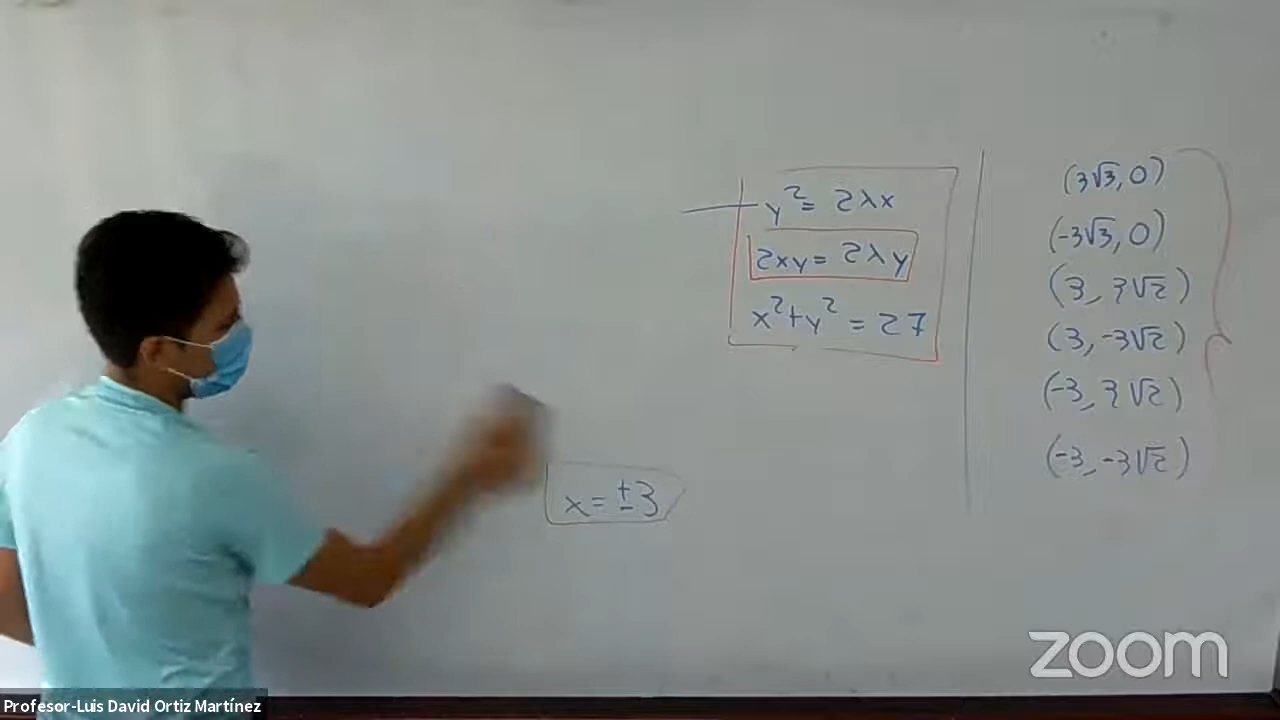 y² = 2λx
2xy = 2λy
x² + y² = 27
x = ±3
(3√3, 0)
(-3√3, 0)
(3, 3√2)
(3, -3√2)
(-3, 3√2)
(-3, -3√2)
zoom
Profesor-Luis David Ortiz Martínez